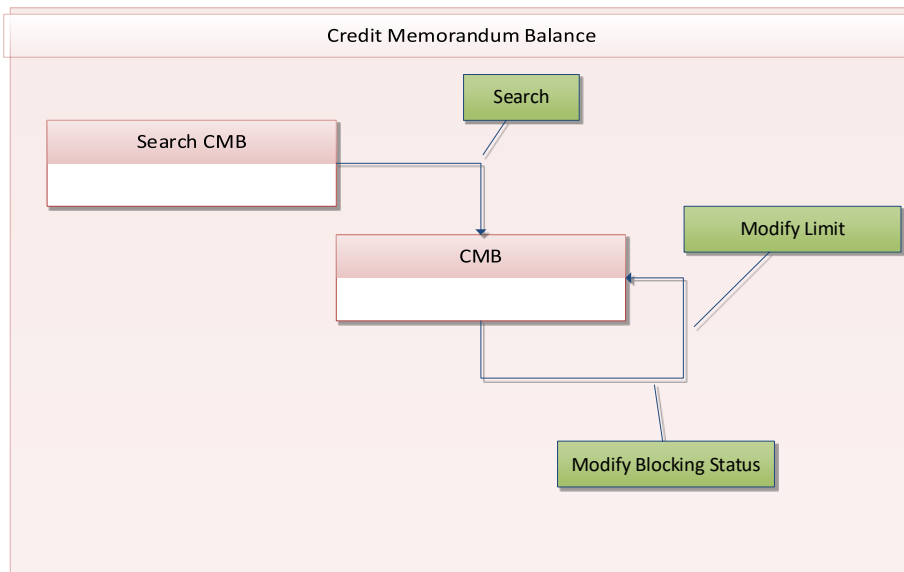 Credit Memorandum Balance
Search
Search CMB
Modify Limit
CMB
Modify Blocking Status